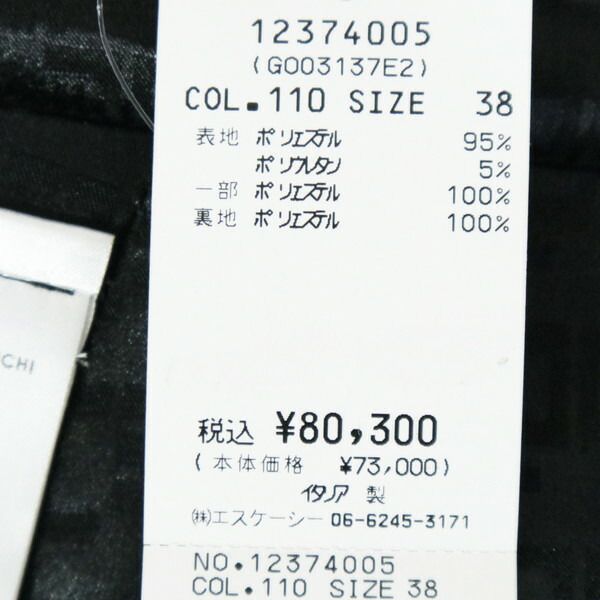 12374005
(G003137E2)
COL.110 SIZE 38
表地 ポリエステル 95%
ポリウレタン 5%
一部 ポリエステル 100%
裏地 ポリエステル 100%
税込 ¥80,300
(本体価格 ¥73,000)
イタリア 製
㈱エスケーシー 06-6245-3171
NO.12374005
COL.110 SIZE 38
CHI